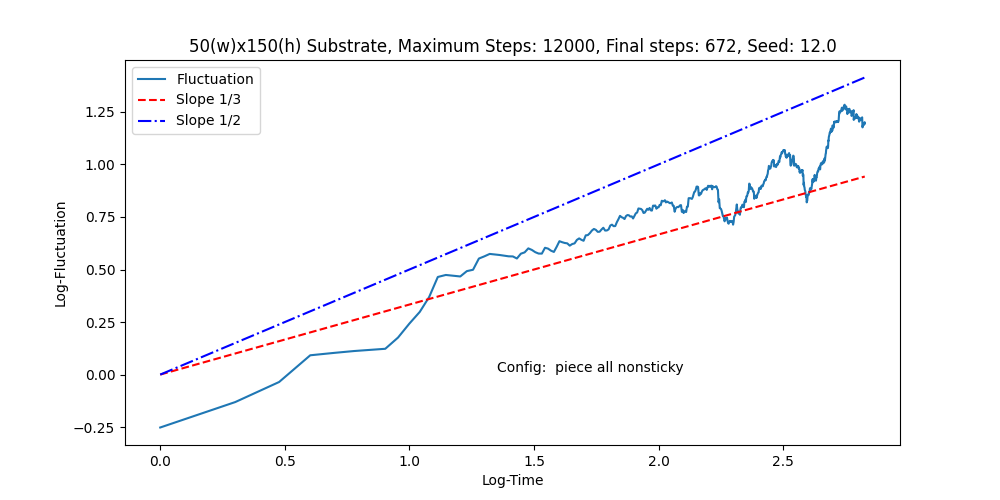 50(w)x150(h) Substrate, Maximum Steps: 12000, Final steps: 672, Seed: 12.0
Fluctuation
Slope 1/3
Slope 1/2
1.25
1.00
0.75
0.50
0.25
0.00
−0.25
Log-Fluctuation
Config:  piece all nonsticky
0.0 0.5 1.0 1.5 2.0 2.5
Log-Time